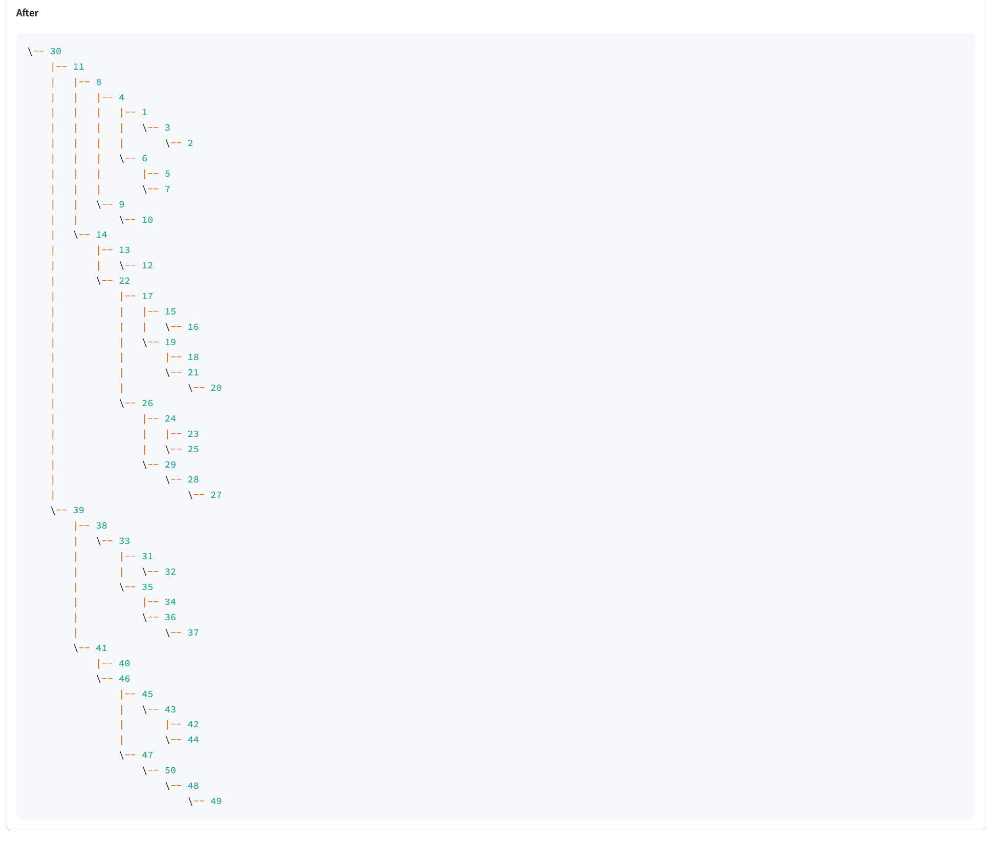 After
\-- 30
    |-- 11
    |   |-- 8
    |   |   |-- 4
    |   |   |   |-- 1
    |   |   |   |   \-- 3
    |   |   |   |       \-- 2
    |   |   |   \-- 6
    |   |   |       |-- 5
    |   |   |       \-- 7
    |   |   \-- 9
    |   |       \-- 10
    |   \-- 14
    |       |-- 13
    |       |   \-- 12
    |       \-- 22
    |           |-- 17
    |           |   |-- 15
    |           |   |   \-- 16
    |           |   \-- 19
    |           |       |-- 18
    |           |       \-- 21
    |           |           \-- 20
    |           \-- 26
    |               |-- 24
    |               |   |-- 23
    |               |   \-- 25
    |               \-- 29
    |                   \-- 28
    |                       \-- 27
    \-- 39
        |-- 38
        |   \-- 33
        |       |-- 31
        |       |   \-- 32
        |       \-- 35
        |           |-- 34
        |           \-- 36
        |               \-- 37
        \-- 41
            |-- 40
            \-- 46
                |-- 45
                |   \-- 43
                |       |-- 42
                |       \-- 44
                \-- 47
                    \-- 50
                        \-- 48
                            \-- 49